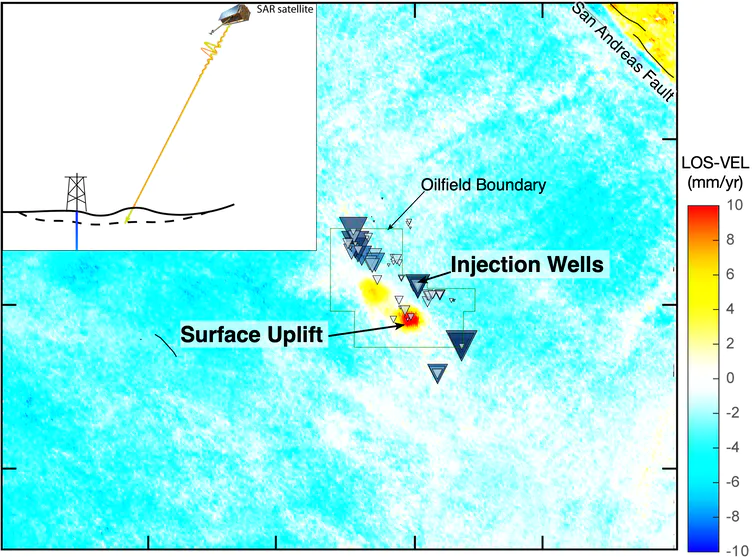 SAR satellite
San Andreas Fault
LOS-VEL
(mm/yr)
Oilfield Boundary
Injection Wells
Surface Uplift
10
8
6
4
2
0
-2
-4
-6
-8
-10